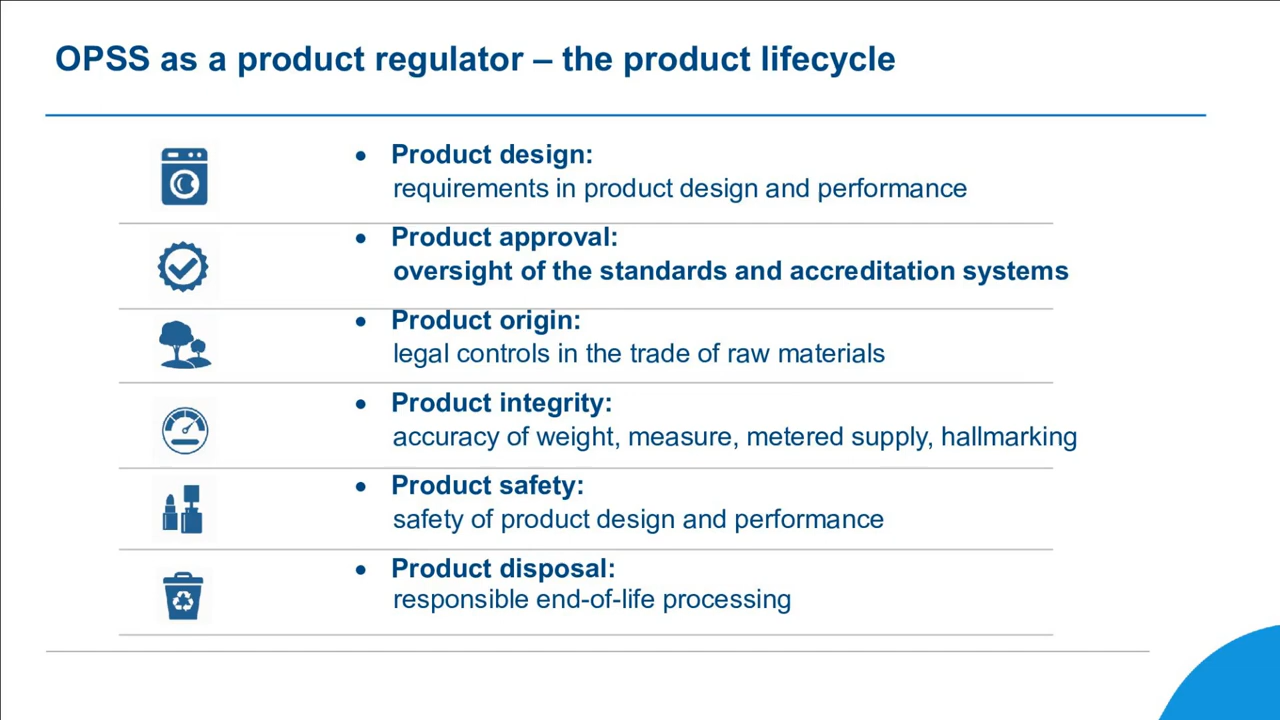 OPSS as a product regulator – the product lifecycle
• Product design:
requirements in product design and performance
• Product approval:
oversight of the standards and accreditation systems
• Product origin:
legal controls in the trade of raw materials
• Product integrity:
accuracy of weight, measure, metered supply, hallmarking
• Product safety:
safety of product design and performance
• Product disposal:
responsible end-of-life processing